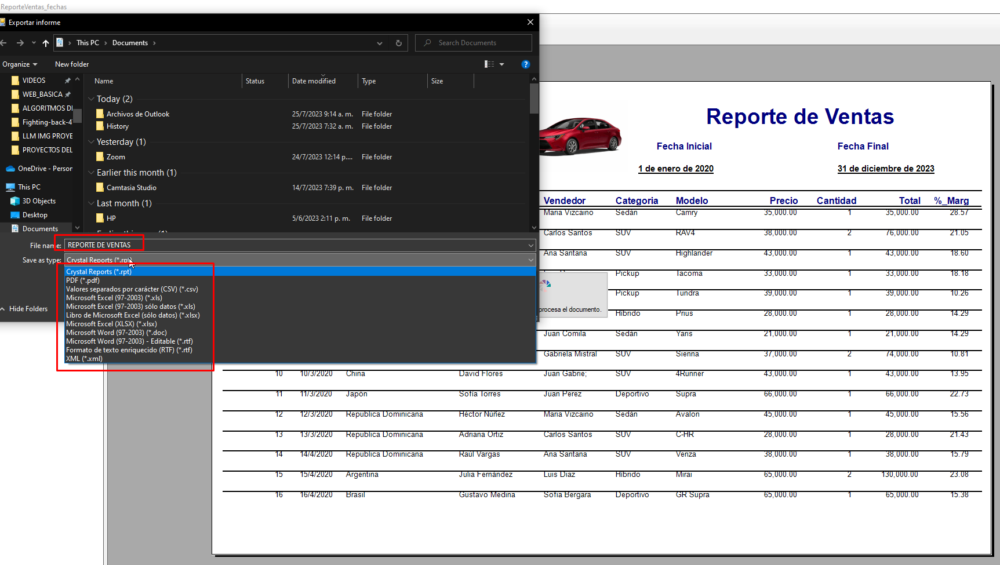 ReporteVentas_fechas
Exportar informe
This PC > Documents >
Search Documents
Organize
New folder
Name Status Date modified Type Size
VIDEOS
WEB_BASICA
ALGORITMOS DI
Fighting-back-4
LLM IMG PROYE
PROYECTOS DEL
OneDrive - Person
This PC
3D Objects
Desktop
Documents
Today (2)
Archivos de Outlook 25/7/2023 9:14 a. m. File folder
History 25/7/2023 7:32 a. m. File folder
Yesterday (1)
Zoom 24/7/2023 12:14 p.... File folder
Earlier this month (1)
Camtasia Studio 14/7/2023 7:39 p. m. File folder
Last month (1)
HP 5/6/2023 2:11 p. m. File folder
File name: REPORTE DE VENTAS
Save as type: Crystal Reports (*.rpt)
Crystal Reports (*.rpt)
PDF (*.pdf)
Valores separados por carácter (CSV) (*.csv)
Microsoft Excel (97-2003) (*.xls)
Microsoft Excel (97-2003) sólo datos (*.xls)
Libro de Microsoft Excel (sólo datos) (*.xlsx)
Microsoft Excel (XLSX) (*.xlsx)
Microsoft Word (97-2003) (*.doc)
Microsoft Word (97-2003) - Editable (*.rtf)
Formato de texto enriquecido (RTF) (*.rtf)
XML (*.xml)
Hide Folders
procesa el documento.
Reporte de Ventas
Fecha Inicial Fecha Final
1 de enero de 2020 31 de diciembre de 2023
Vendedor Categoria Modelo Precio Cantidad Total %_Marg
Maria Vizcaino Sedán Camry 35,000.00 1 35,000.00 28.57
Carlos Santos SUV RAV4 38,000.00 2 76,000.00 21.05
Ana Santana SUV Highlander 43,000.00 1 43,000.00 18.60
Pickup Tacoma 33,000.00 1 33,000.00 18.18
Pickup Tundra 39,000.00 1 39,000.00 10.26
Híbrido Prius 28,000.00 1 28,000.00 14.29
Juan Comila Sedán Yaris 21,000.00 1 21,000.00 14.29
Gabriela Mistral SUV Sienna 37,000.00 2 74,000.00 10.81
10 10/3/2020 China David Flores Juan Gabrie; SUV 4Runner 43,000.00 1 43,000.00 13.95
11 11/3/2020 Japón Sofía Torres Juan Perez Deportivo Supra 66,000.00 1 66,000.00 22.73
12 12/3/2020 Republica Dominicana Héctor Núñez Maria Vizcaino Sedán Avalon 45,000.00 1 45,000.00 15.56
13 13/3/2020 Republica Dominicana Adriana Ortiz Carlos Santos SUV C-HR 28,000.00 1 28,000.00 21.43
14 14/4/2020 Republica Dominicana Raúl Vargas Ana Santana SUV Venza 38,000.00 1 38,000.00 15.79
15 15/4/2020 Argentina Julia Fernández Luis Diaz Híbrido Mirai 65,000.00 2 130,000.00 23.08
16 16/4/2020 Brasil Gustavo Medina Sofia Bergara Deportivo GR Supra 65,000.00 1 65,000.00 15.38